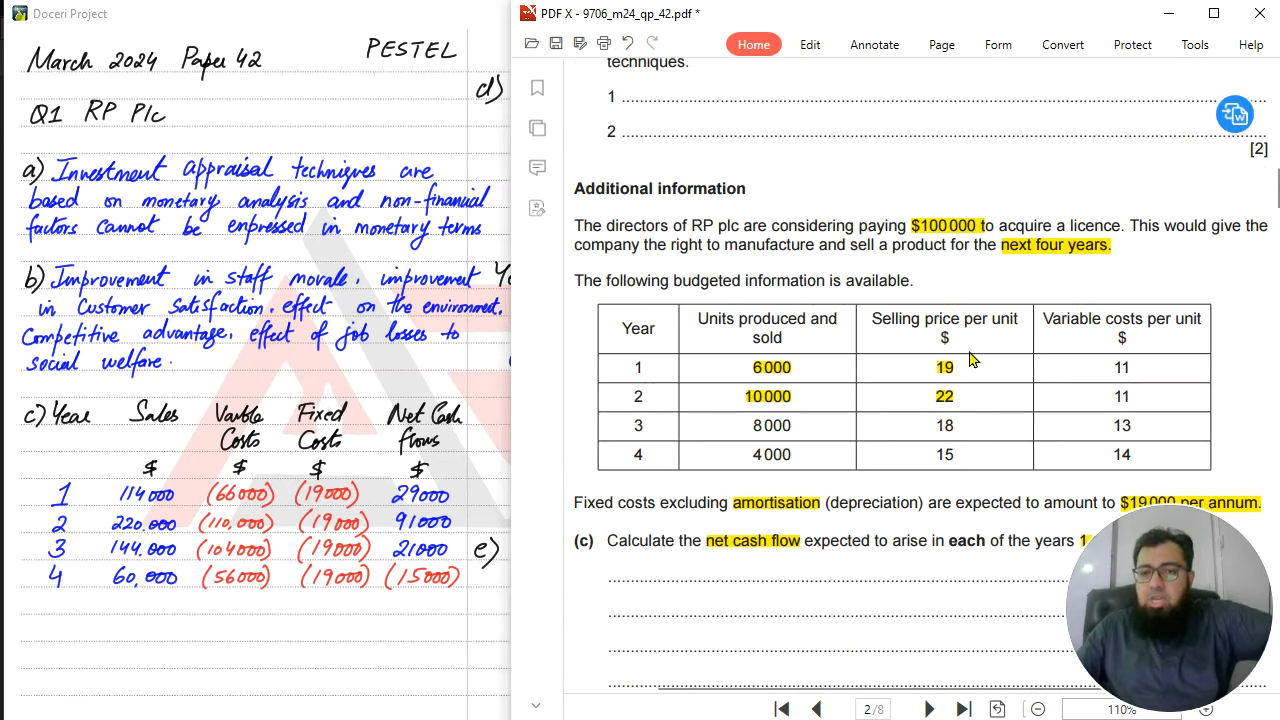 Doceri Project
March 2024 Paper 42
PESTEL
d)
Q1 RP Plc
a) Investment appraisal techniques are
based on monetary analysis and non-financial
factors cannot be enpressed in monetary terms
b) Improvement in staff morale, improvement
in Customer Satisfaction, effect on the environment,
Competitive advantage, effect of job losses to
social welfare.
c) Year Sales Varible Costs Fixed Costs Net Cash flows
$ $ $ $
1 114000 (66000) (19000) 29000
2 220.000 (110,000) (19000) 91000
3 144.000 (104000) (19000) 21000
4 60,000 (56000) (19000) (15000)
e)
PDF X - 9706_m24_qp_42.pdf *
Home Edit Annotate Page Form Convert Protect Tools Help
techniques.
1
2
[2]
Additional information
The directors of RP plc are considering paying $100 000 to acquire a licence. This would give the
company the right to manufacture and sell a product for the next four years.
The following budgeted information is available.
Year Units produced and sold Selling price per unit $ Variable costs per unit $
1 6 000 19 11
2 10 000 22 11
3 8 000 18 13
4 4 000 15 14
Fixed costs excluding amortisation (depreciation) are expected to amount to $19 000 per annum.
(c) Calculate the net cash flow expected to arise in each of the years 1
2 /8
110%